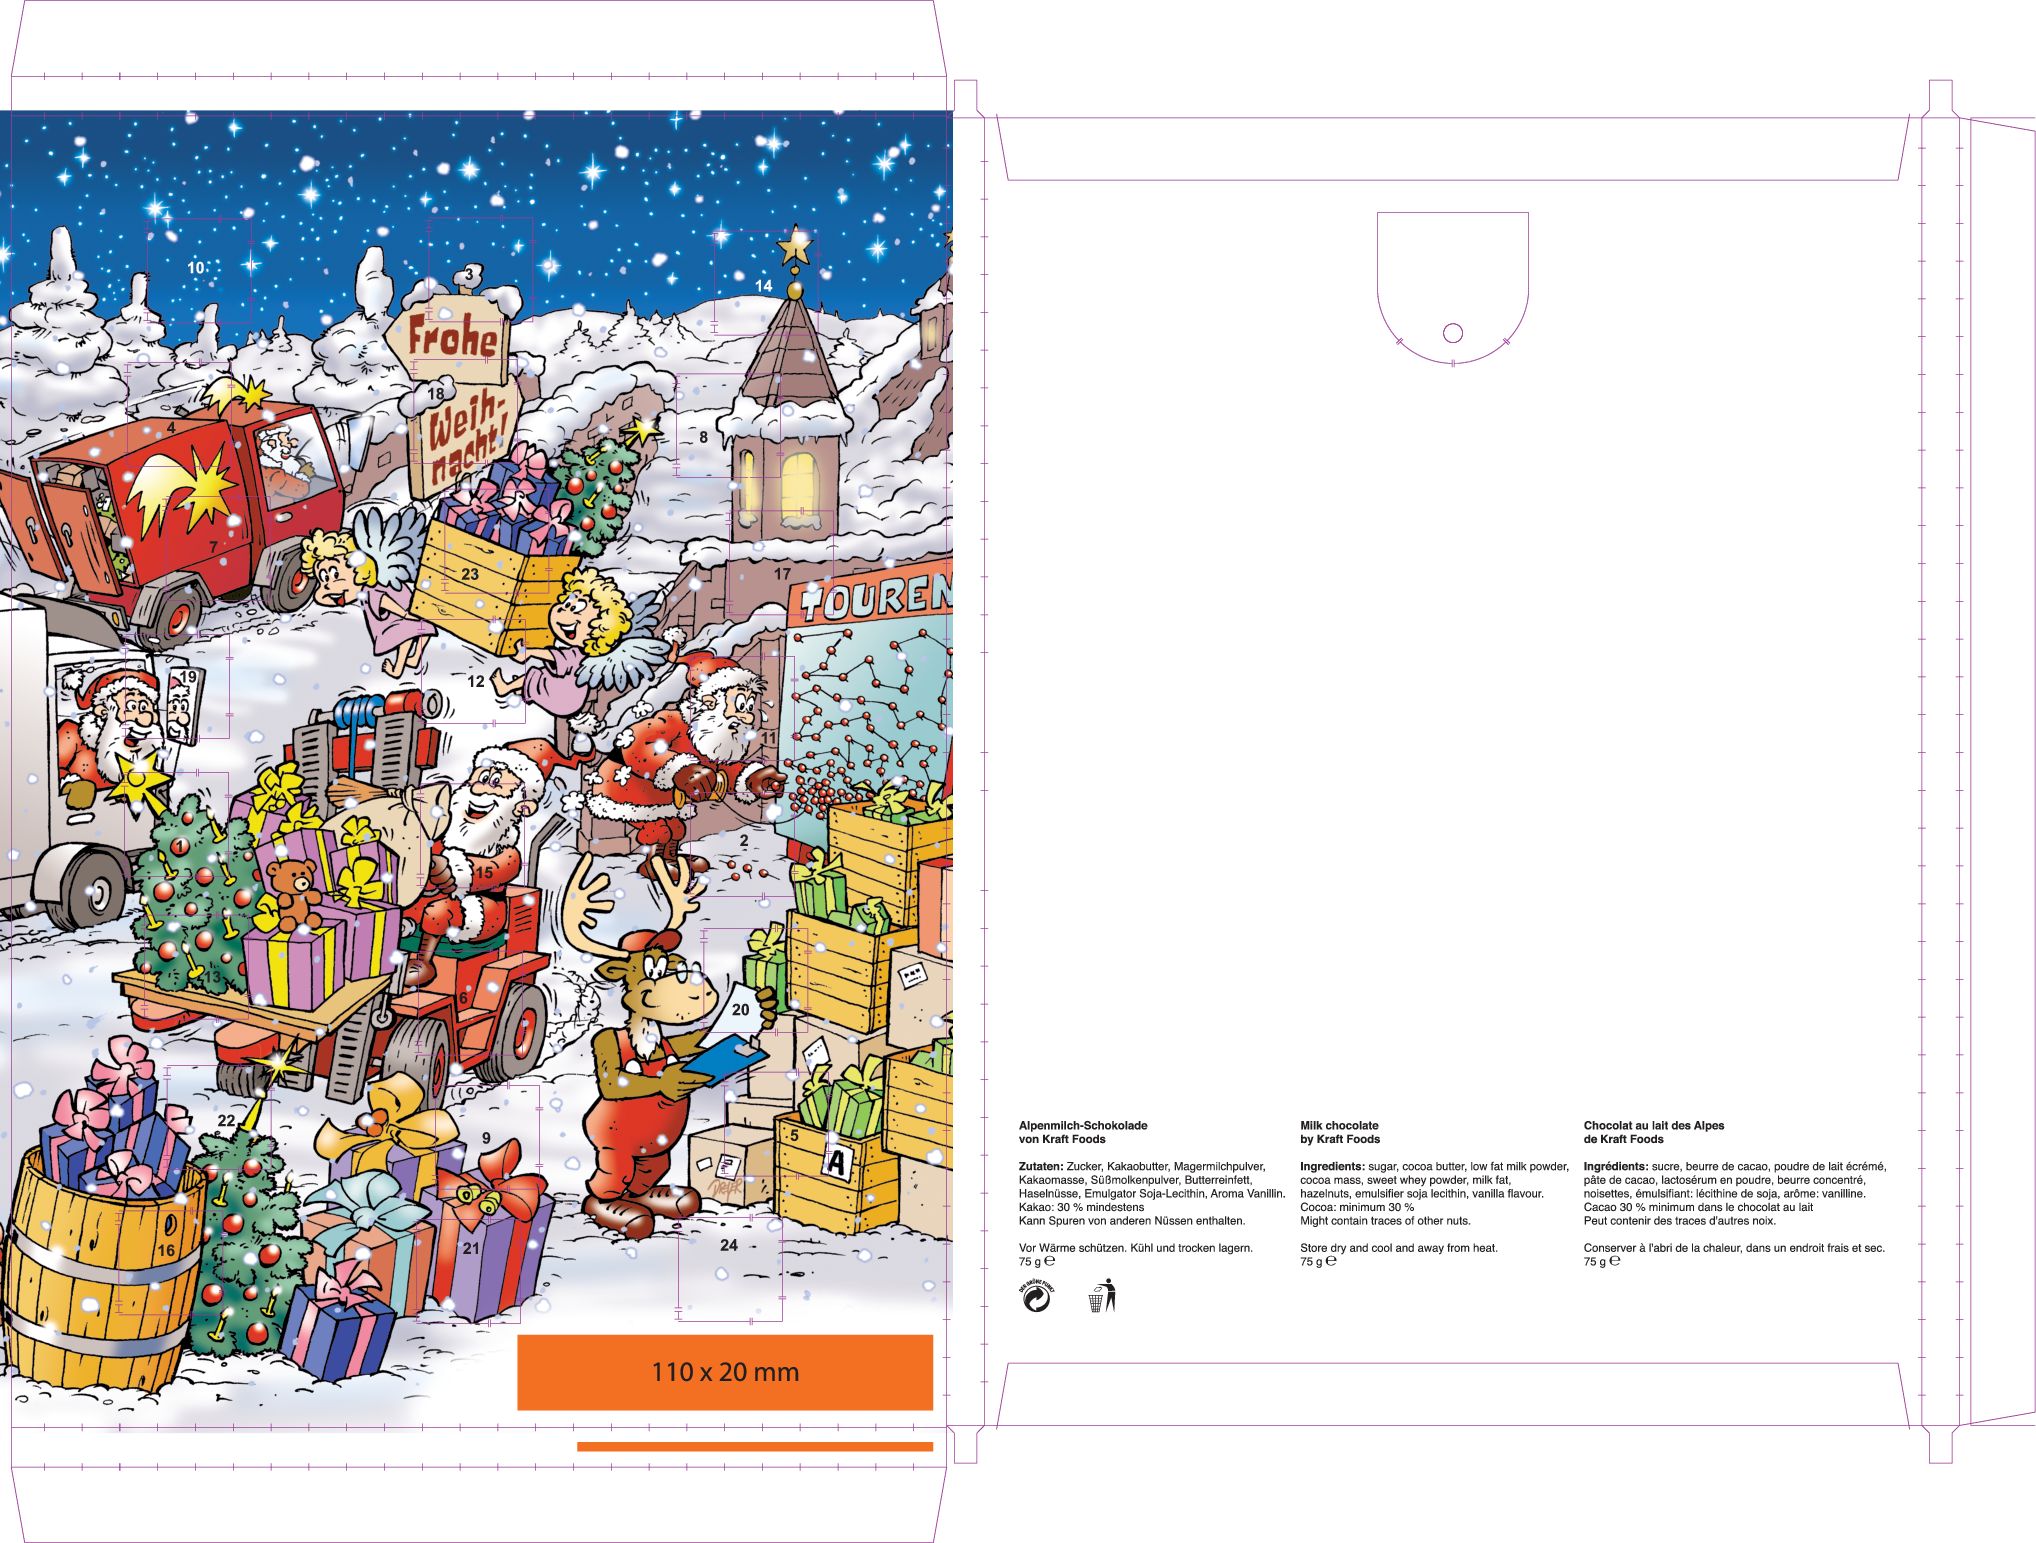 10
3
14
Frohe
18
Weih-
nacht!
4
8
7
23
17
TOUREN
19
12
11
1
2
15
13
6
20
22
9
5
A
DREER
16
21
24
110 x 20 mm
Alpenmilch-Schokolade
von Kraft Foods
Zutaten: Zucker, Kakaobutter, Magermilchpulver,
Kakaomasse, Süßmolkenpulver, Butterreinfett,
Haselnüsse, Emulgator Soja-Lecithin, Aroma Vanillin.
Kakao: 30 % mindestens
Kann Spuren von anderen Nüssen enthalten.
Vor Wärme schützen. Kühl und trocken lagern.
75 g ℮
DER GRÜNE PUNKT
Milk chocolate
by Kraft Foods
Ingredients: sugar, cocoa butter, low fat milk powder,
cocoa mass, sweet whey powder, milk fat,
hazelnuts, emulsifier soja lecithin, vanilla flavour.
Cocoa: minimum 30 %
Might contain traces of other nuts.
Store dry and cool and away from heat.
75 g ℮
Chocolat au lait des Alpes
de Kraft Foods
Ingrédients: sucre, beurre de cacao, poudre de lait écrémé,
pâte de cacao, lactosérum en poudre, beurre concentré,
noisettes, émulsifiant: lécithine de soja, arôme: vanilline.
Cacao 30 % minimum dans le chocolat au lait
Peut contenir des traces d'autres noix.
Conserver à l'abri de la chaleur, dans un endroit frais et sec.
75 g ℮